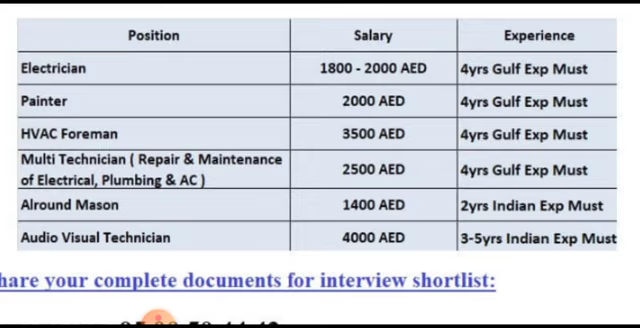 Position Salary Experience
Electrician 1800 - 2000 AED 4yrs Gulf Exp Must
Painter 2000 AED 4yrs Gulf Exp Must
HVAC Foreman 3500 AED 4yrs Gulf Exp Must
Multi Technician ( Repair & Maintenance
of Electrical, Plumbing & AC ) 2500 AED 4yrs Gulf Exp Must
Alround Mason 1400 AED 2yrs Indian Exp Must
Audio Visual Technician 4000 AED 3-5yrs Indian Exp Must
hare your complete documents for interview shortlist: